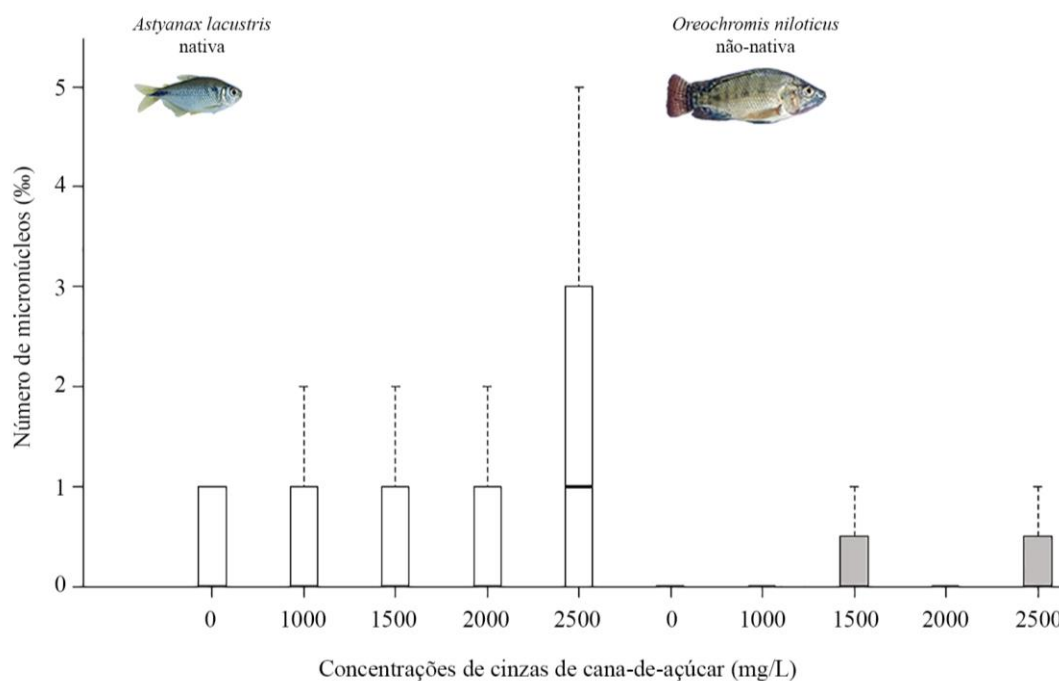 Astyanax lacustris
nativa
Oreochromis niloticus
não-nativa
Número de micronúcleos (‰)
5
4
3
2
1
0
0 1000 1500 2000 2500 0 1000 1500 2000 2500
Concentrações de cinzas de cana-de-açúcar (mg/L)